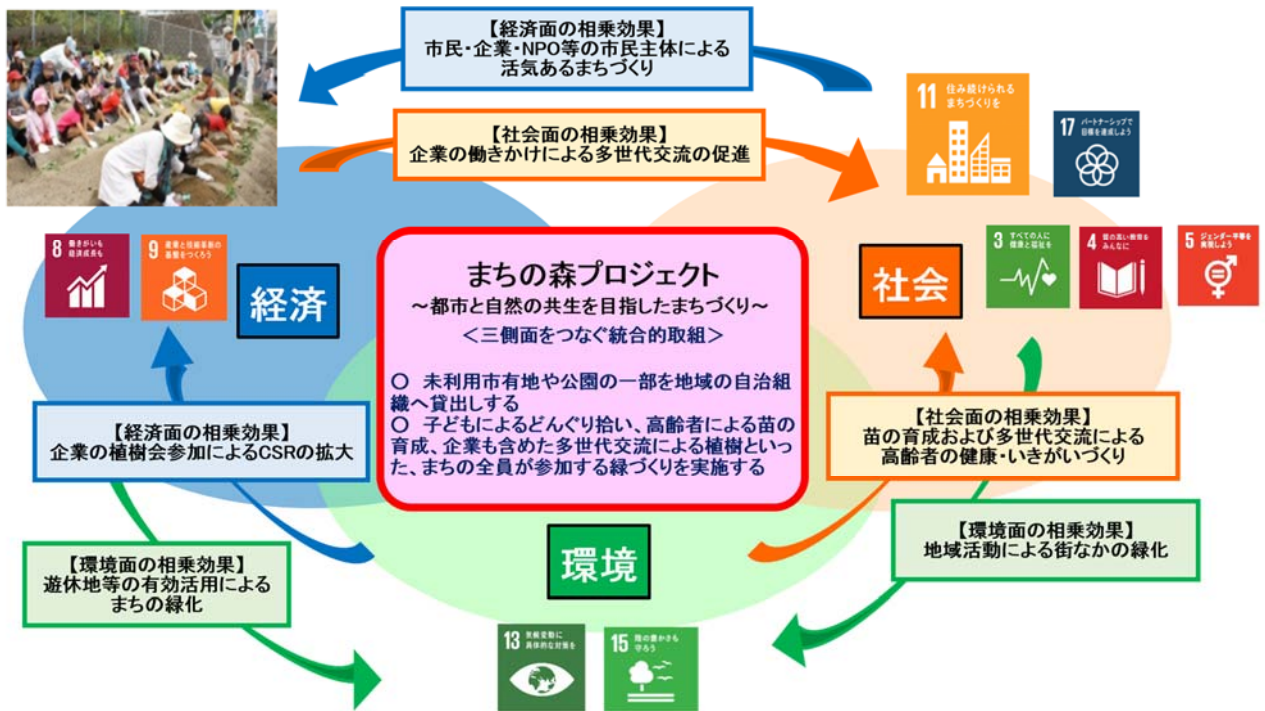 【経済面の相乗効果】
市民・企業・NPO等の市民主体による
活気あるまちづくり
【社会面の相乗効果】
企業の働きかけによる多世代交流の促進
11 住み続けられる
まちづくりを
17 パートナーシップで
目標を達成しよう
8 働きがいも
経済成長も
9 産業と技術革新の
基盤をつくろう
経済
まちの森プロジェクト
～都市と自然の共生を目指したまちづくり～
＜三側面をつなぐ統合的取組＞
○ 未利用市有地や公園の一部を地域の自治組
織へ貸出しする
○ 子どもによるどんぐり拾い、高齢者による苗の
育成、企業も含めた多世代交流による植樹といっ
た、まちの全員が参加する緑づくりを実施する
社会
3 すべての人に
健康と福祉を
4 質の高い教育を
みんなに
5 ジェンダー平等を
実現しよう
【経済面の相乗効果】
企業の植樹会参加によるCSRの拡大
【社会面の相乗効果】
苗の育成および多世代交流による
高齢者の健康・いきがいづくり
【環境面の相乗効果】
遊休地等の有効活用による
まちの緑化
環境
【環境面の相乗効果】
地域活動による街なかの緑化
13 気候変動に
具体的な対策を
15 陸の豊かさも
守ろう